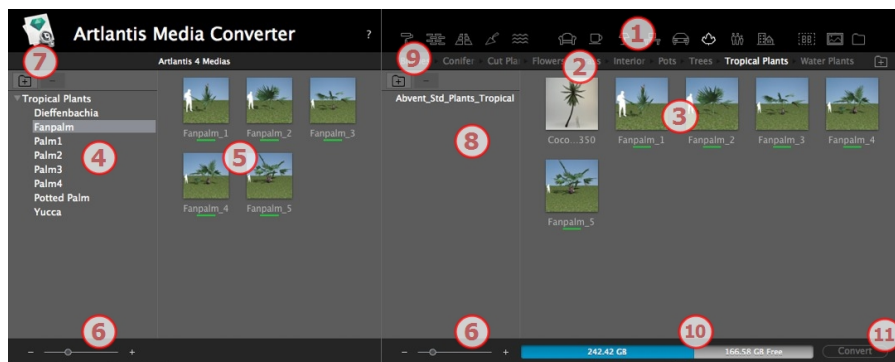 Artlantis Media Converter
?
1
7
Artlantis 4 Medias
9
Conife
Cut Pla
Flowers
2
Interior
Pots
Trees
Tropical Plants
Water Plants
Tropical Plants
Dieffenbachia
Fanpalm
Palm1
Palm2
Palm3
Palm4
Potted Palm
Yucca
4
Fanpalm_1
Fanpalm_2
Fanpalm_3
5
Fanpalm_4
Fanpalm_5
Abvent_Std_Plants_Tropical
8
3
Coco...350
Fanpalm_1
Fanpalm_2
Fanpalm_3
Fanpalm_4
Fanpalm_5
6
- +
6
- +
10
242.42 GB
166.58 GB Free
11
Convert